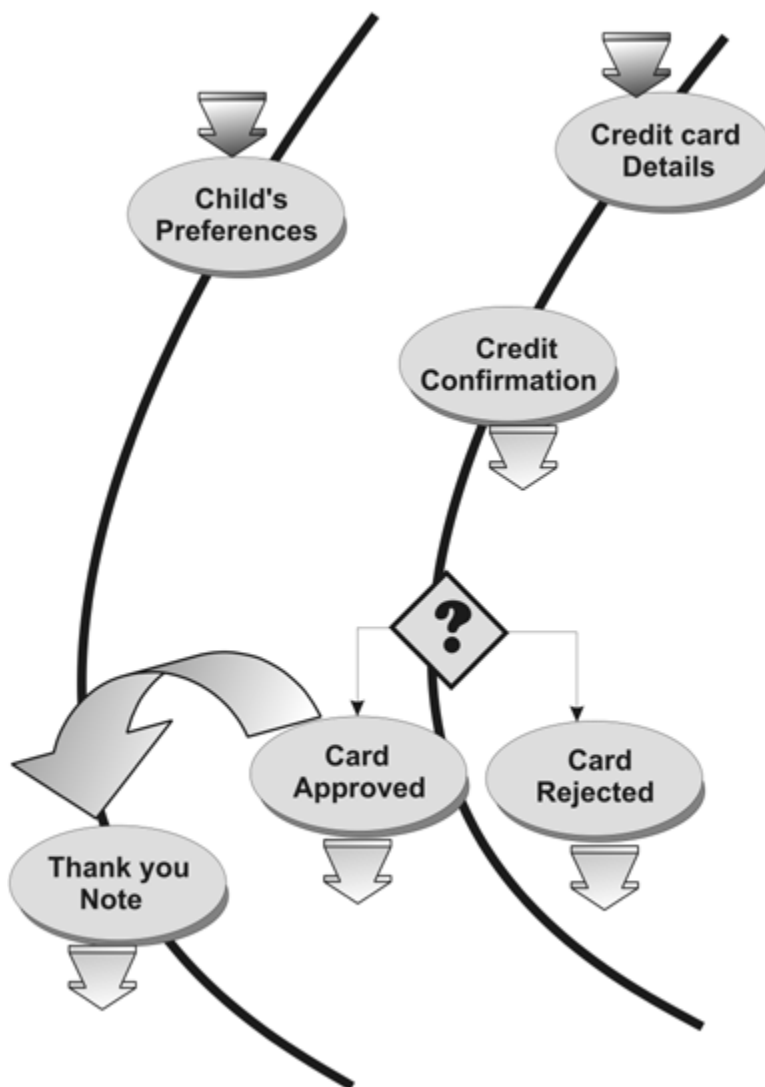 Credit card
Details
Child's
Preferences
Credit
Confirmation
?
Card
Approved
Card
Rejected
Thank you
Note